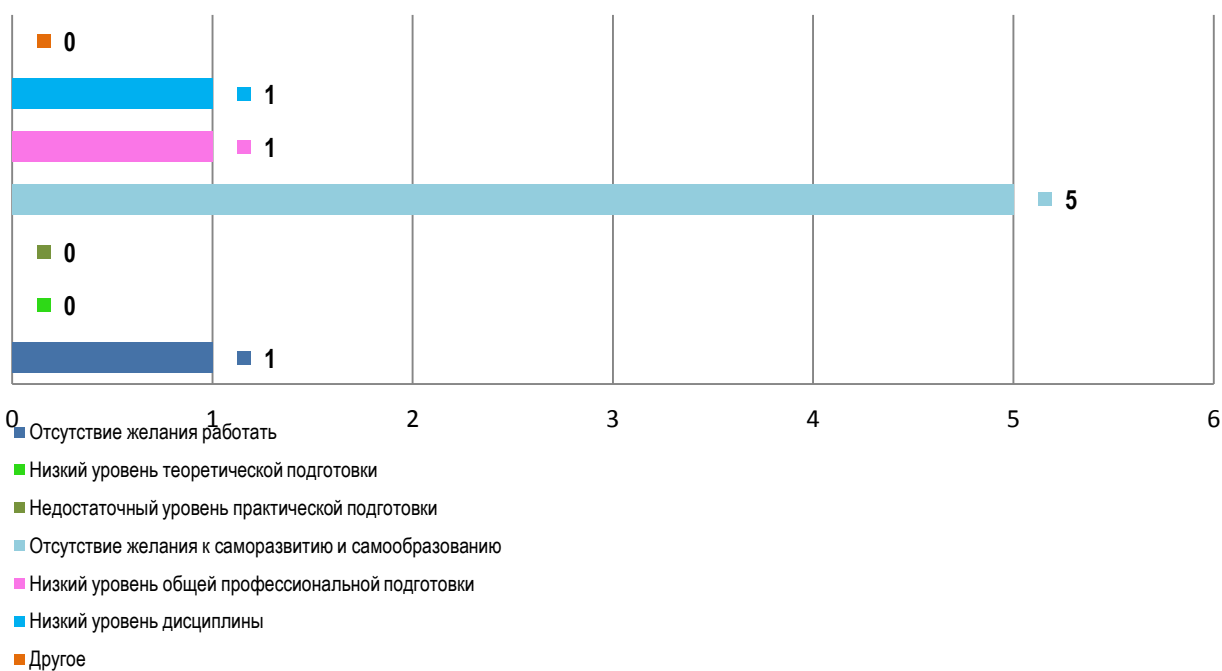 0
1
1
5
0
0
1
0 1 2 3 4 5 6
Отсутствие желания работать
Низкий уровень теоретической подготовки
Недостаточный уровень практической подготовки
Отсутствие желания к саморазвитию и самообразованию
Низкий уровень общей профессиональной подготовки
Низкий уровень дисциплины
Другое